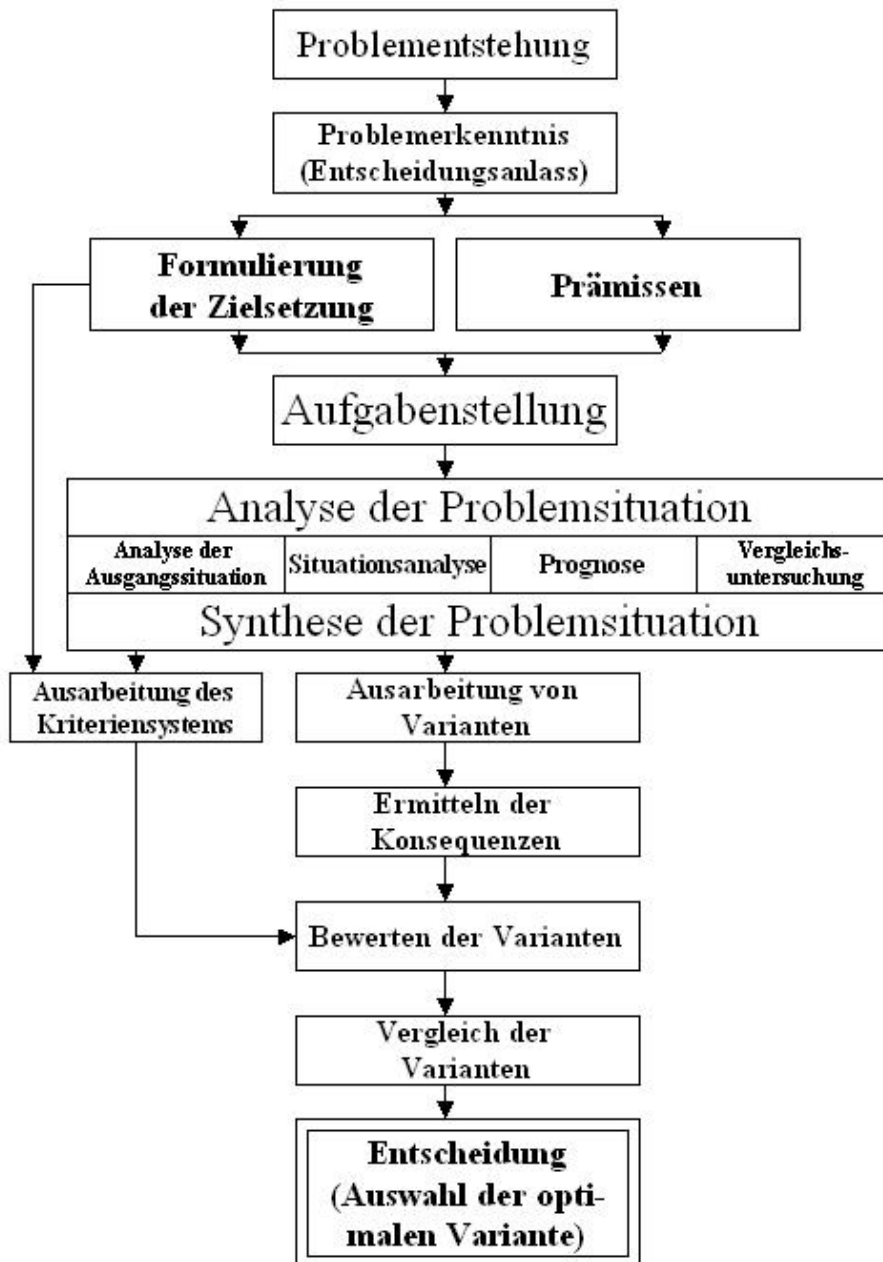 Problementstehung
Problemerkenntnis
(Entscheidungsanlass)
Formulierung
der Zielsetzung
Prämissen
Aufgabenstellung
Analyse der Problemsituation
Analyse der
Ausgangssituation
Situationsanalyse
Prognose
Vergleichs-
untersuchung
Synthese der Problemsituation
Ausarbeitung des
Kriteriensystems
Ausarbeitung von
Varianten
Ermitteln der
Konsequenzen
Bewerten der Varianten
Vergleich der
Varianten
Entscheidung
(Auswahl der opti-
malen Variante)